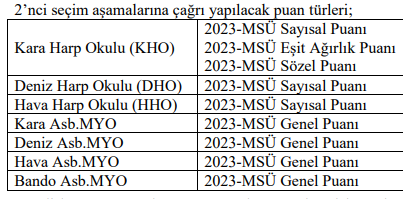 2’nci seçim aşamalarına çağrı yapılacak puan türleri;
Kara Harp Okulu (KHO)
2023-MSÜ Sayısal Puanı
2023-MSÜ Eşit Ağırlık Puanı
2023-MSÜ Sözel Puanı
Deniz Harp Okulu (DHO) 2023-MSÜ Sayısal Puanı
Hava Harp Okulu (HHO) 2023-MSÜ Sayısal Puanı
Kara Asb.MYO 2023-MSÜ Genel Puanı
Deniz Asb.MYO 2023-MSÜ Genel Puanı
Hava Asb.MYO 2023-MSÜ Genel Puanı
Bando Asb.MYO 2023-MSÜ Genel Puanı